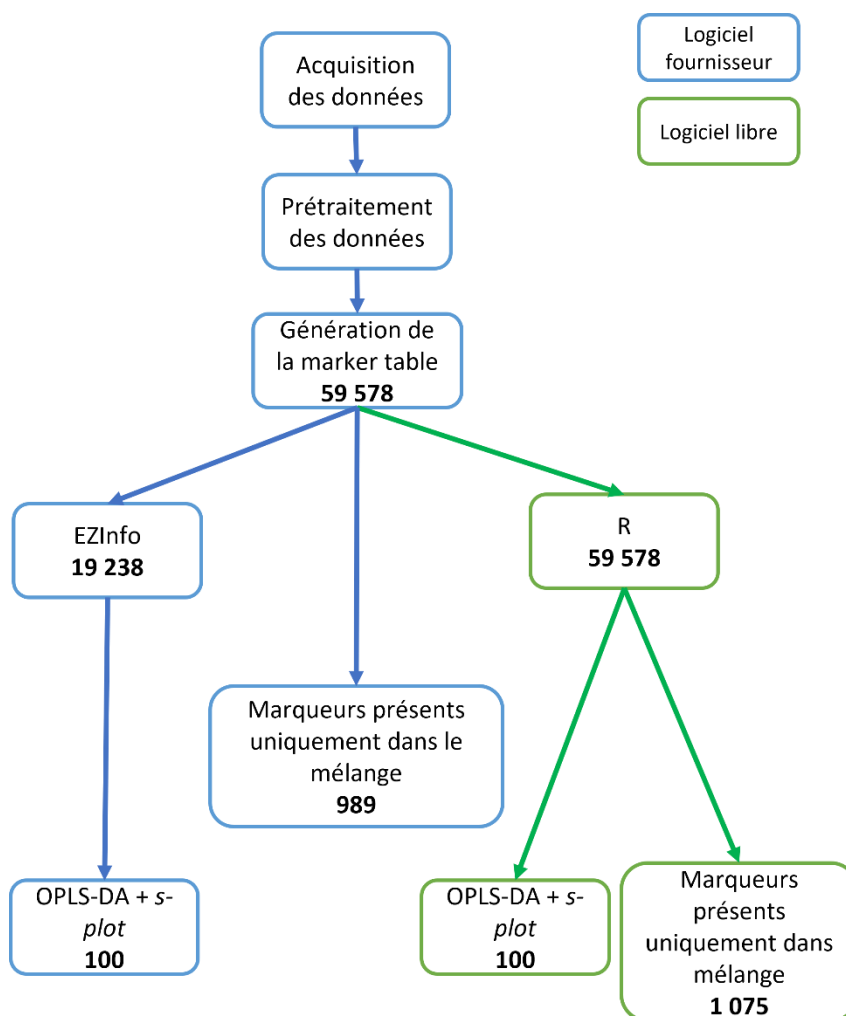 Acquisition
des données
Logiciel
fournisseur
Logiciel libre
Prétraitement
des données
Génération de
la marker table
59 578
EZInfo
19 238
R
59 578
Marqueurs présents
uniquement dans le
mélange
989
OPLS-DA + s-
plot
100
OPLS-DA + s-
plot
100
Marqueurs
présents
uniquement dans
mélange
1 075